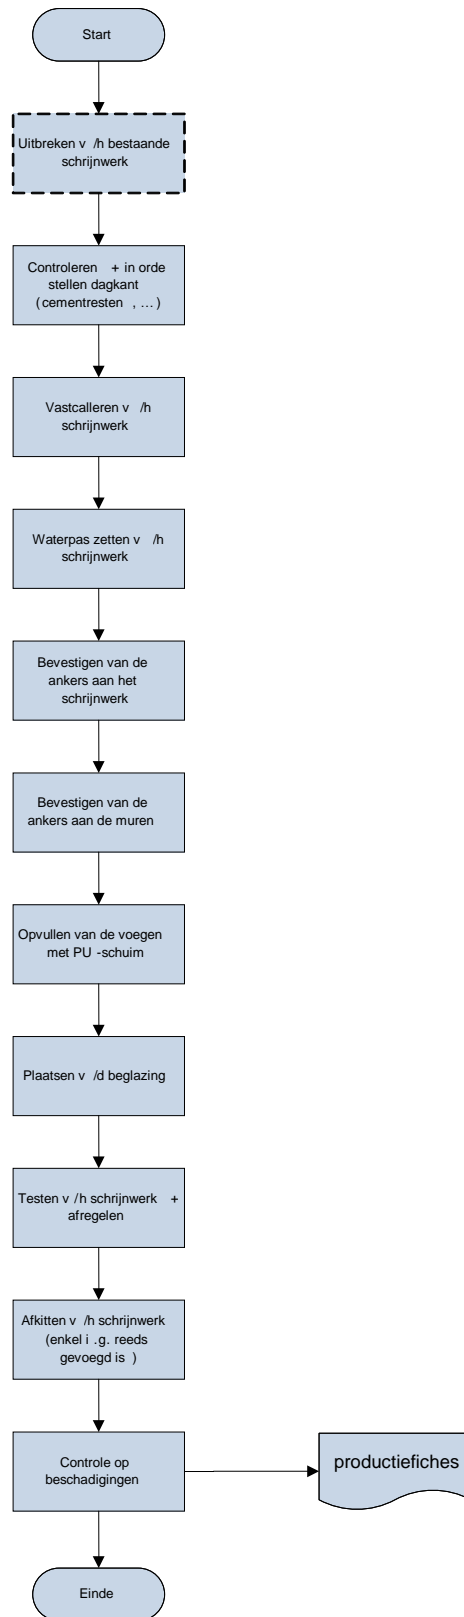 Start
Uitbreken v /h bestaande
schrijnwerk
Controleren + in orde
stellen dagkant
(cementresten , ...)
Vastcalleren v /h
schrijnwerk
Waterpas zetten v /h
schrijnwerk
Bevestigen van de
ankers aan het
schrijnwerk
Bevestigen van de
ankers aan de muren
Opvullen van de voegen
met PU -schuim
Plaatsen v /d beglazing
Testen v /h schrijnwerk +
afregelen
Afkitten v /h schrijnwerk
(enkel i .g. reeds
gevoegd is )
Controle op
beschadigingen
productiefiches
Einde